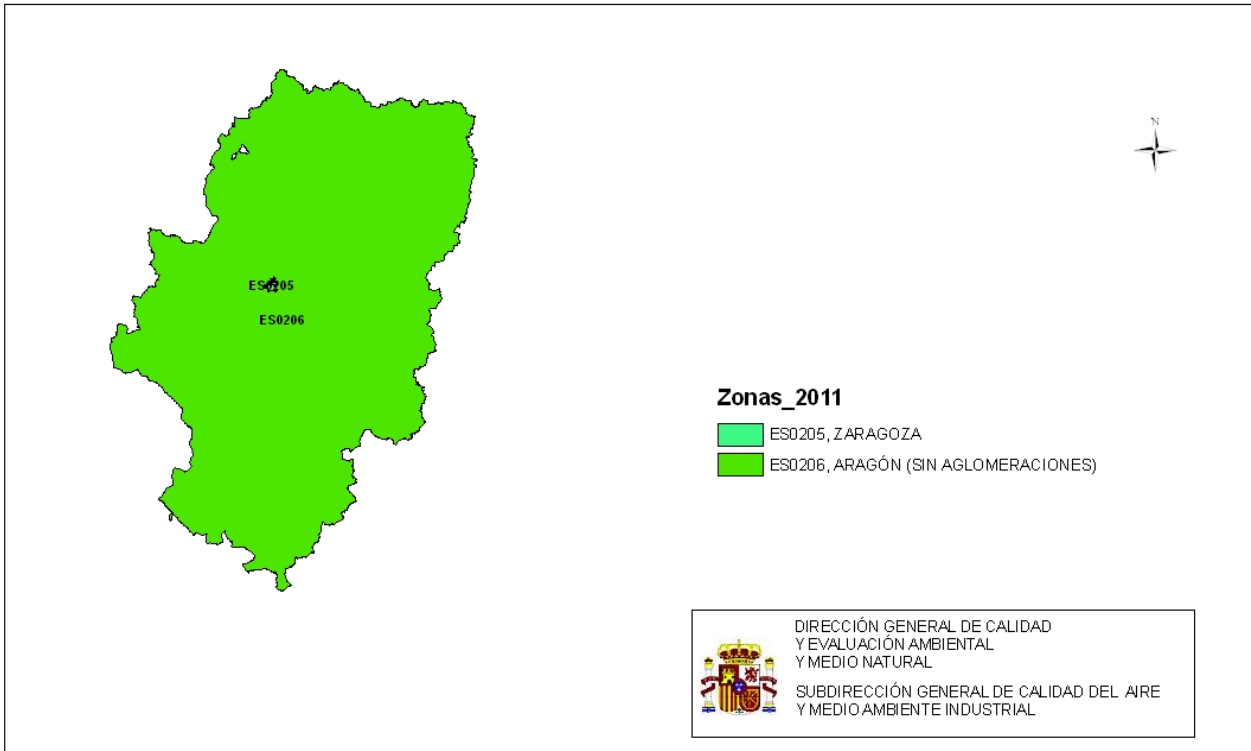 N
ES0205
ES0206
Zonas_2011
ES0205, ZARAGOZA
ES0206, ARAGÓN (SIN AGLOMERACIONES)
DIRECCIÓN GENERAL DE CALIDAD
Y EVALUACIÓN AMBIENTAL
Y MEDIO NATURAL
SUBDIRECCIÓN GENERAL DE CALIDAD DEL AIRE
Y MEDIO AMBIENTE INDUSTRIAL